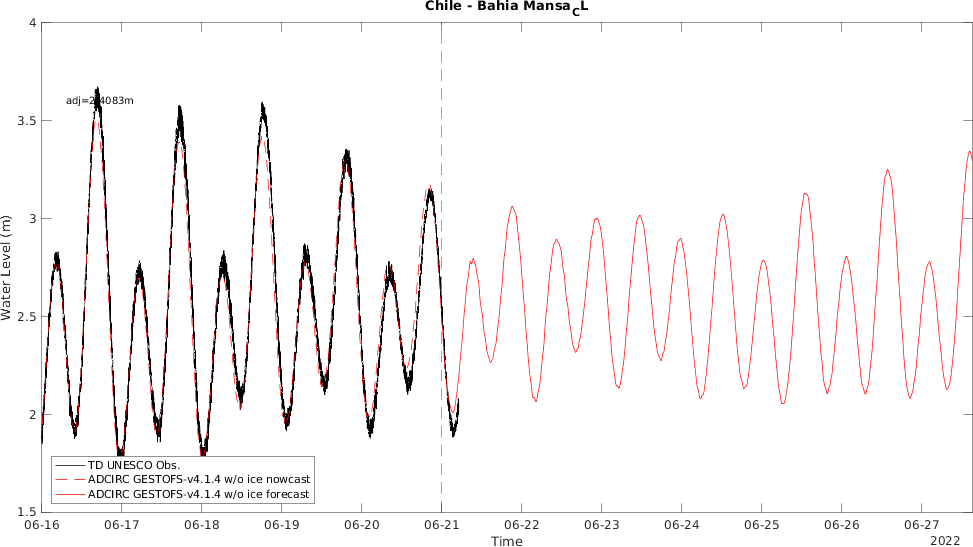 Chile - Bahia Mansa_CL
4
3.5
3
2.5
2
1.5
Water Level (m)
adj=2.4083m
TD UNESCO Obs.
ADCIRC GESTOFS-v4.1.4 w/o ice nowcast
ADCIRC GESTOFS-v4.1.4 w/o ice forecast
06-16 06-17 06-18 06-19 06-20 06-21 06-22 06-23 06-24 06-25 06-26 06-27
Time
2022